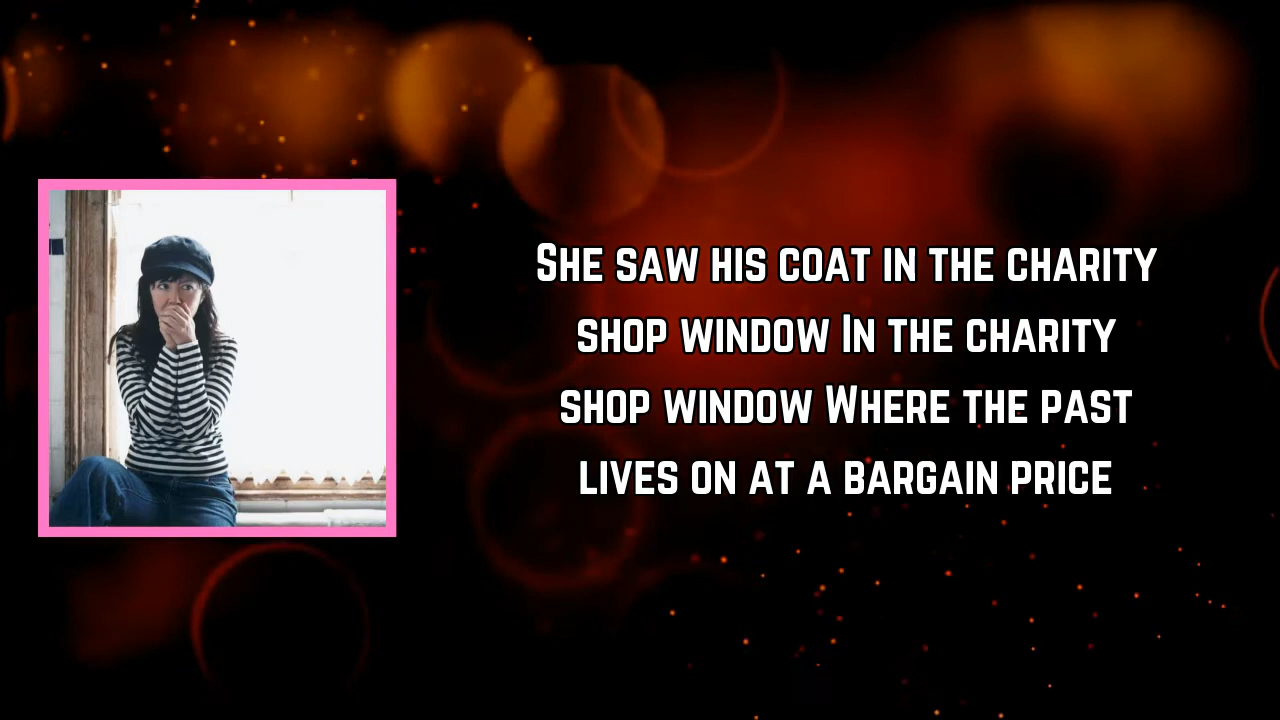 She saw his coat in the charity
shop window In the charity
shop window Where the past
lives on at a bargain price